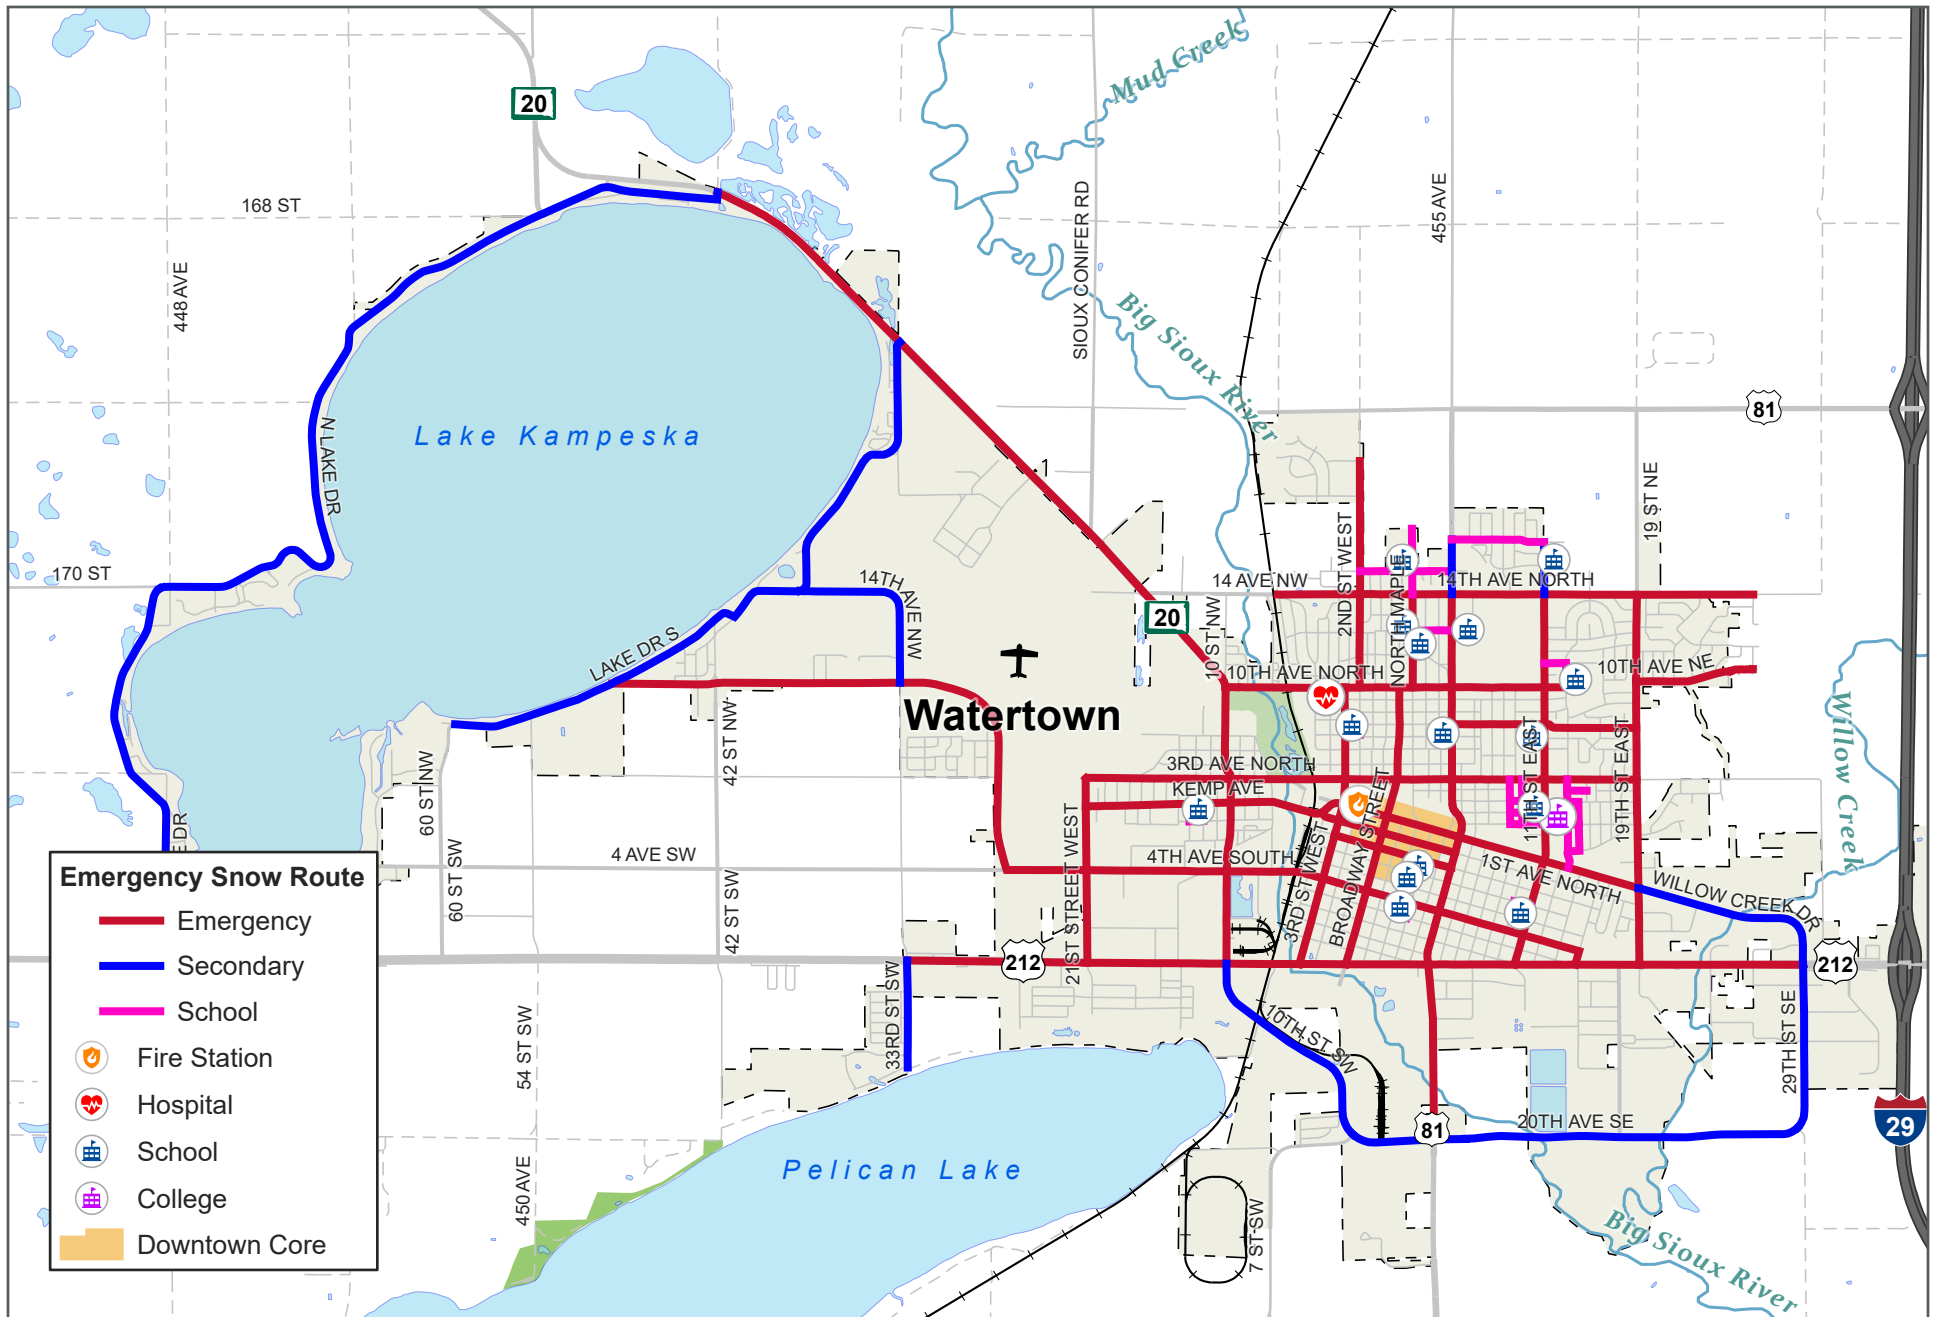 Mud Creek
20
168 ST
455 AVE
SIOUX CONIFER RD
448 AVE
Big Sioux River
81
N LAKE DR
Lake Kampeska
1
19 ST NE
2ND ST WEST
170 ST
14TH AVE NW
14 AVE NW
NORTH MAPLE
14TH AVE NORTH
20
10 ST NW
LAKE DR S
10TH AVE NORTH
10TH AVE NE
Watertown
Willow Creek
42 ST NW
60 ST NW
3RD AVE NORTH
KEMP AVE
11TH ST EAST
19TH ST EAST
BROADWAY STREET
E DR
4 AVE SW
4TH AVE SOUTH
21ST STREET WEST
3RD ST WEST
1ST AVE NORTH
WILLOW CREEK DR
60 ST SW
42 ST SW
212
212
33RD ST SW
54 ST SW
10TH ST SW
29TH ST SE
20TH AVE SE
81
29
Pelican Lake
450 AVE
7 ST SW
Big Sioux River
Emergency Snow Route
Emergency
Secondary
School
Fire Station
Hospital
School
College
Downtown Core